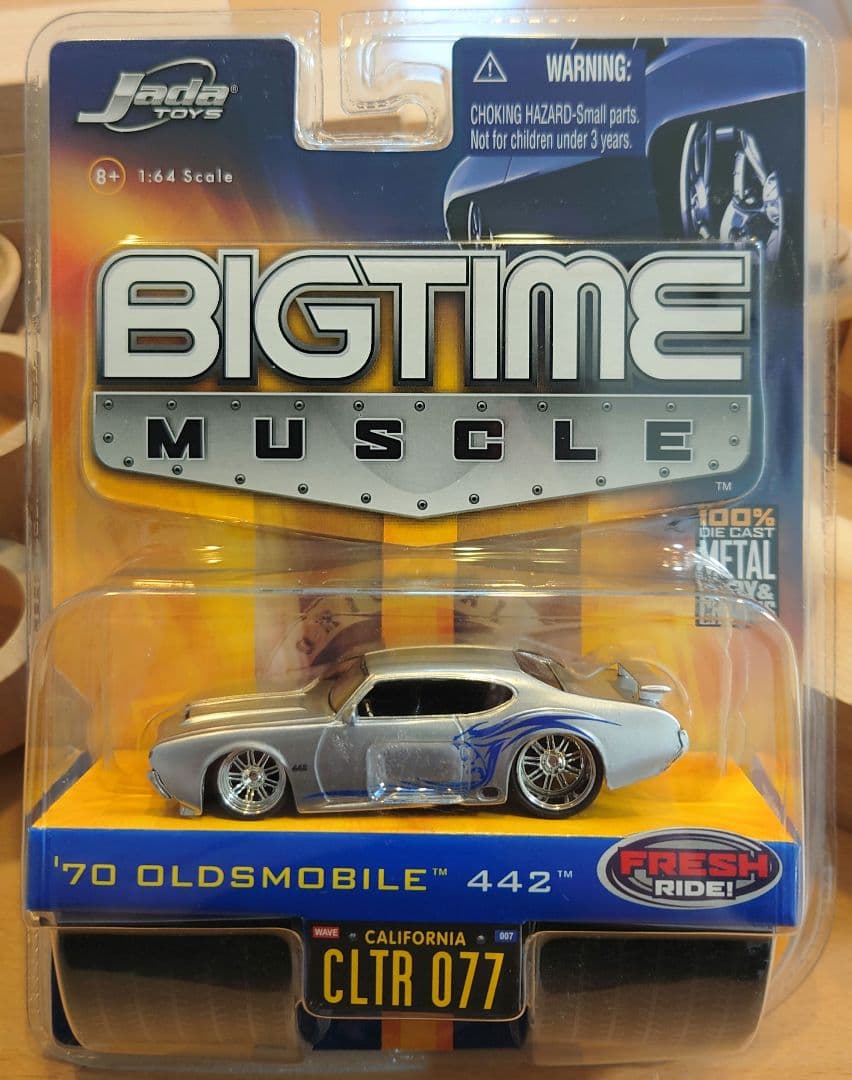 Jada®
TOYS
8+ 1:64 Scale
WARNING:
CHOKING HAZARD-Small parts.
Not for children under 3 years.
BIGTIME
MUSCLE
TM
100%
DIE CAST
METAL
442
'70 OLDSMOBILE™ 442™
FRESH
RIDE!
WAVE CALIFORNIA 007
CLTR 077